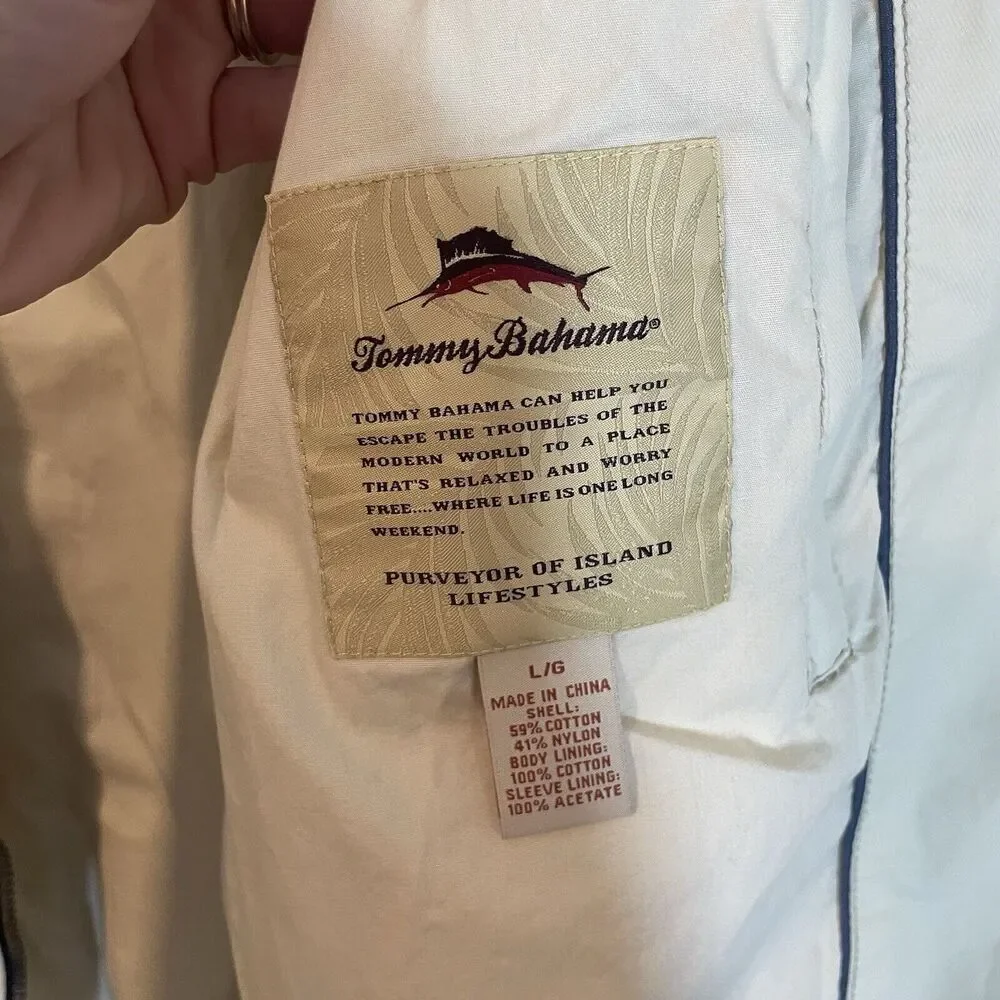 Tommy Bahama®
TOMMY BAHAMA CAN HELP YOU
ESCAPE THE TROUBLES OF THE
MODERN WORLD TO A PLACE
THAT'S RELAXED AND WORRY
FREE....WHERE LIFE IS ONE LONG
WEEKEND.
PURVEYOR OF ISLAND
LIFESTYLES
L/G
MADE IN CHINA
SHELL:
59% COTTON
41% NYLON
BODY LINING:
100% COTTON
SLEEVE LINING:
100% ACETATE